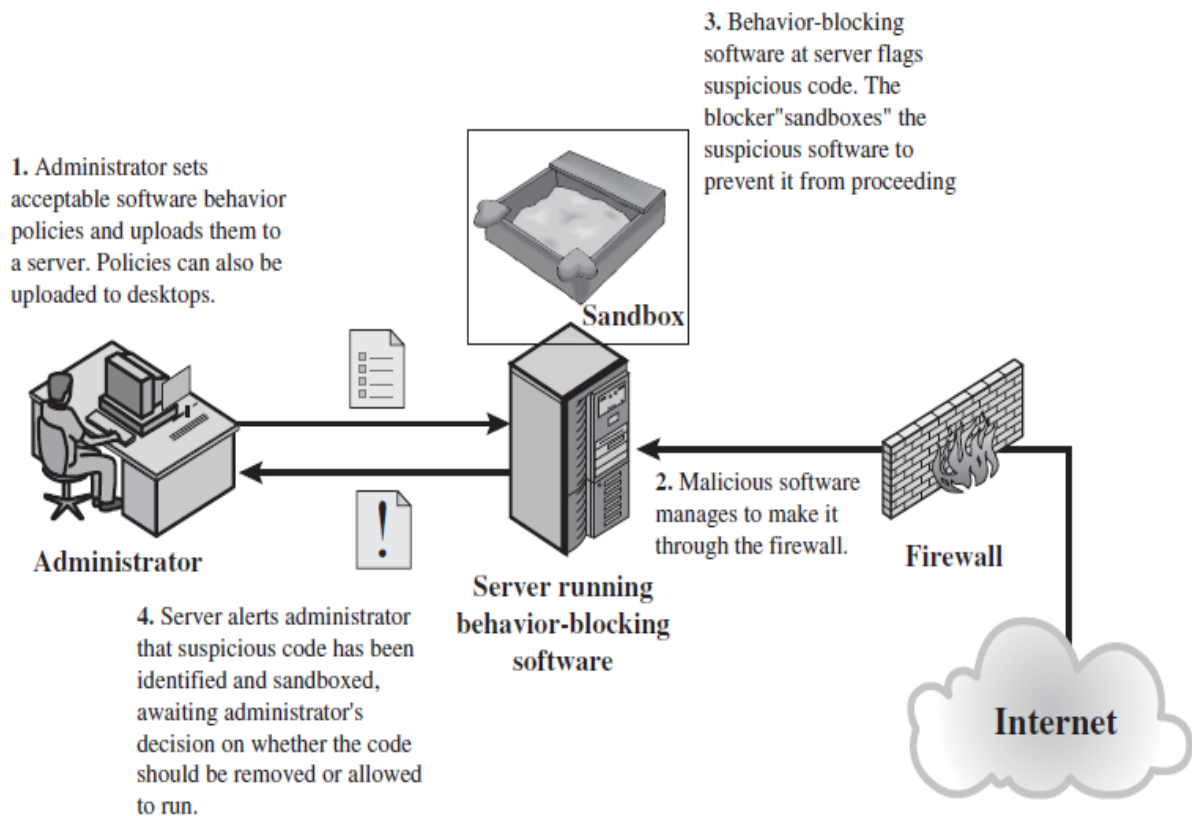 1. Administrator sets
acceptable software behavior
policies and uploads them to
a server. Policies can also be
uploaded to desktops.
3. Behavior-blocking
software at server flags
suspicious code. The
blocker"sandboxes" the
suspicious software to
prevent it from proceeding
Sandbox
Administrator
2. Malicious software
manages to make it
through the firewall.
Firewall
Server running
behavior-blocking
software
4. Server alerts administrator
that suspicious code has been
identified and sandboxed,
awaiting administrator's
decision on whether the code
should be removed or allowed
to run.
Internet